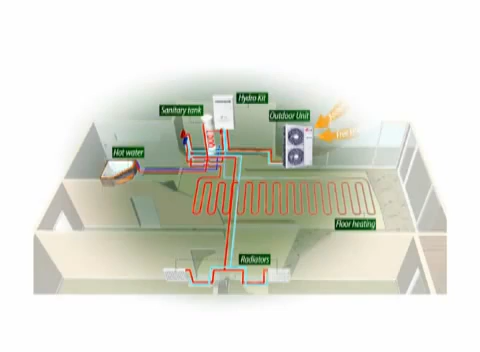 Hydro Kit
Sanitary tank
Outdoor Unit
Hot water
Floor heating
Radiators